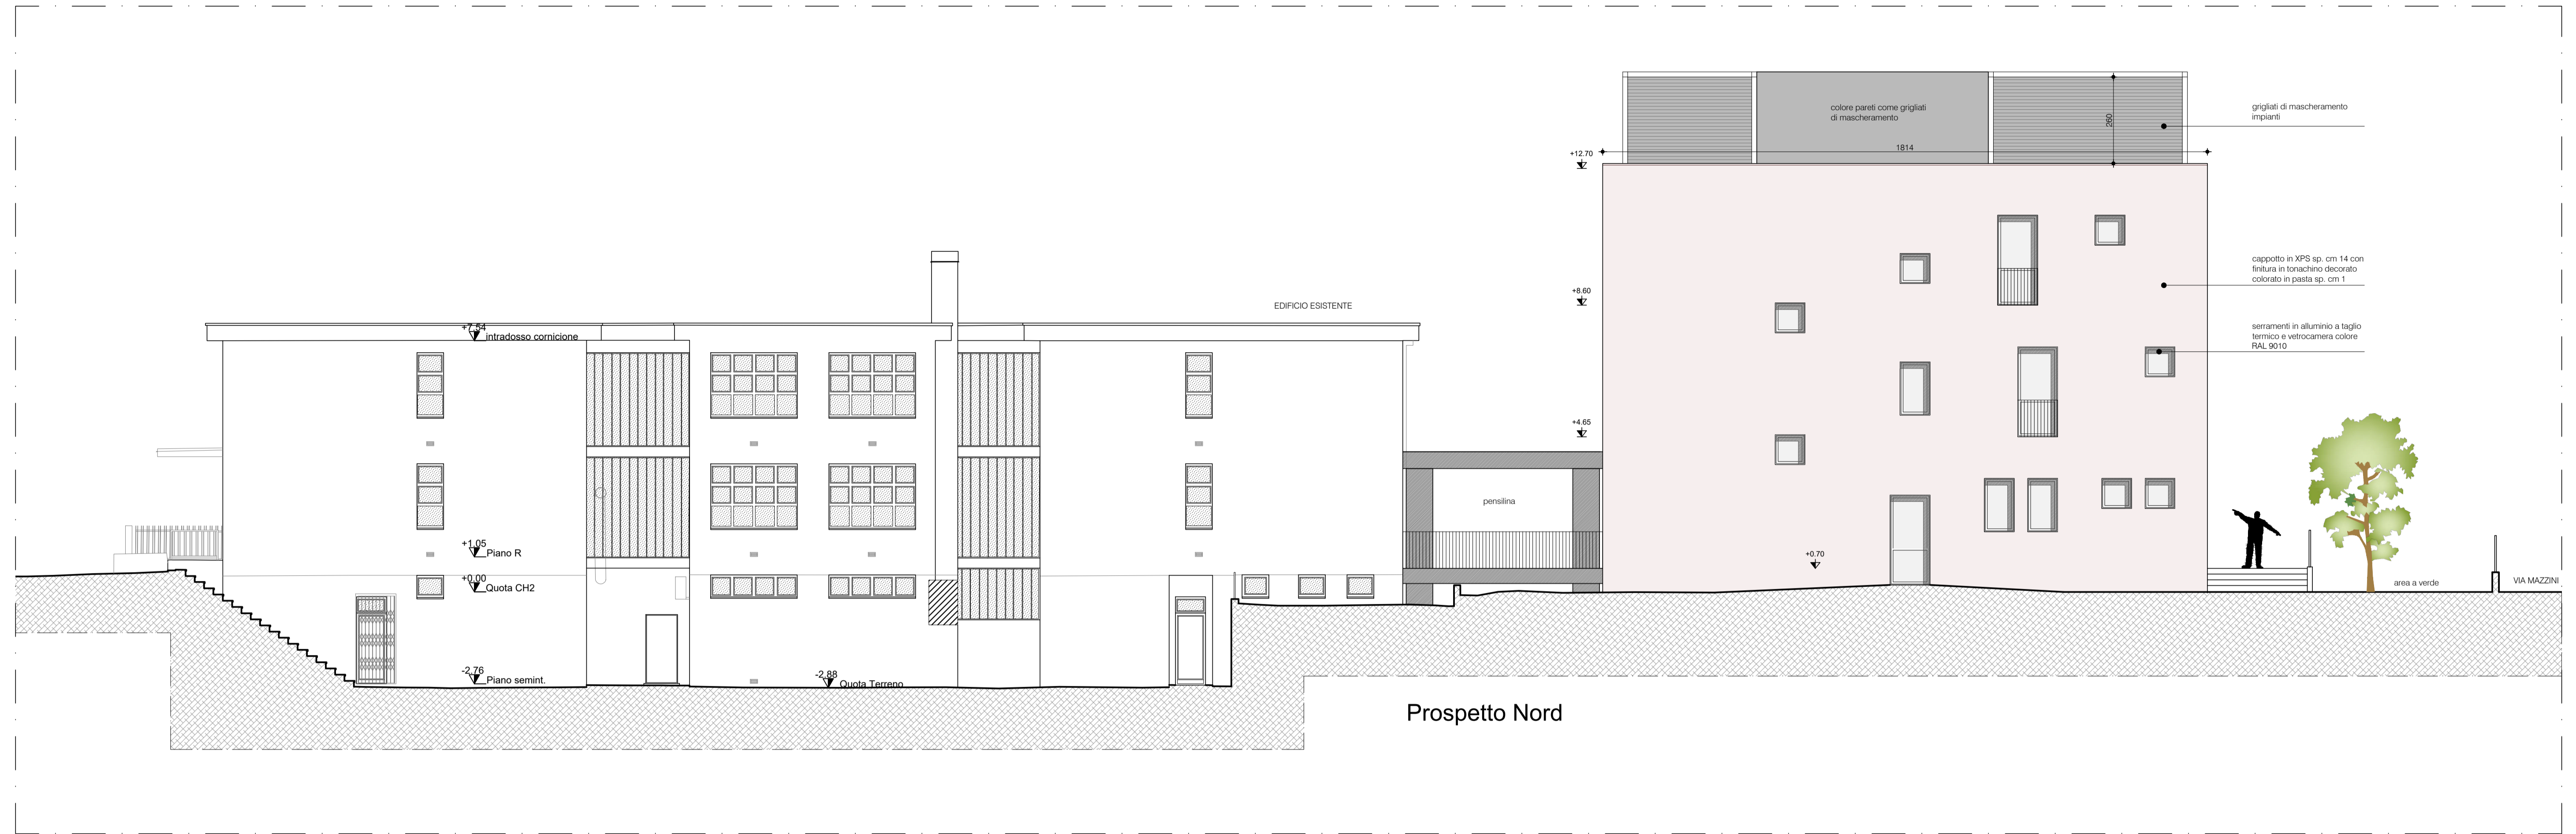 colore pareti come grigliati
di mascheramento
260
1814
grigliati di mascheramento
impianti
+12.70
cappotto in XPS sp. cm 14 con
finitura in tonachino decorato
colorato in pasta sp. cm 1
+8.60
EDIFICIO ESISTENTE
serramenti in alluminio a taglio
termico e vetrocamera colore
RAL 9010
+7.54
intradosso cornicione
+4.65
pensilina
+1.05
Piano R
+0.70
+0.00
Quota CH2
area a verde
VIA MAZZINI
-2.76
Piano semint.
-2.88
Quota Terreno
Prospetto Nord